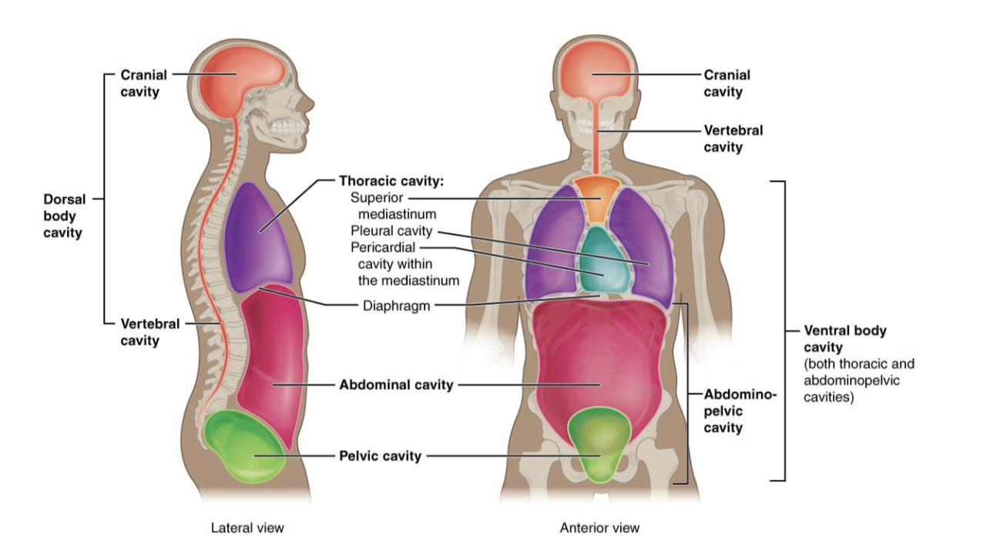 Cranial
cavity
Dorsal
body
cavity
Vertebral
cavity
Thoracic cavity:
Superior
mediastinum
Pleural cavity
Pericardial
cavity within
the mediastinum
Diaphragm
Abdominal cavity
Pelvic cavity
Cranial
cavity
Vertebral
cavity
Abdomino-
pelvic
cavity
Ventral body
cavity
(both thoracic and
abdominopelvic
cavities)
Lateral view
Anterior view